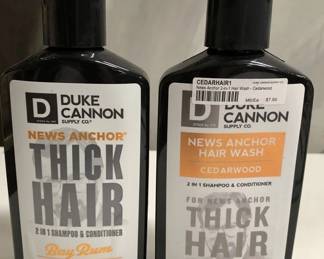 DUKE
CANNON
SUPPLY CO.
NEWS ANCHOR
THICK
HAIR
2 IN 1 SHAMPOO & CONDITIONER
Bay Rum
CEDARHAIR1
News Anchor 2-in-1 Hair Wash - Cedarwood
DUKE
CANNON
SUPPLY CO.
NEWS ANCHOR
HAIR WASH
CEDARWOOD
2 IN 1 SHAMPOO & CONDITIONER
FOR NEWS ANCHOR
THICK
HAIR